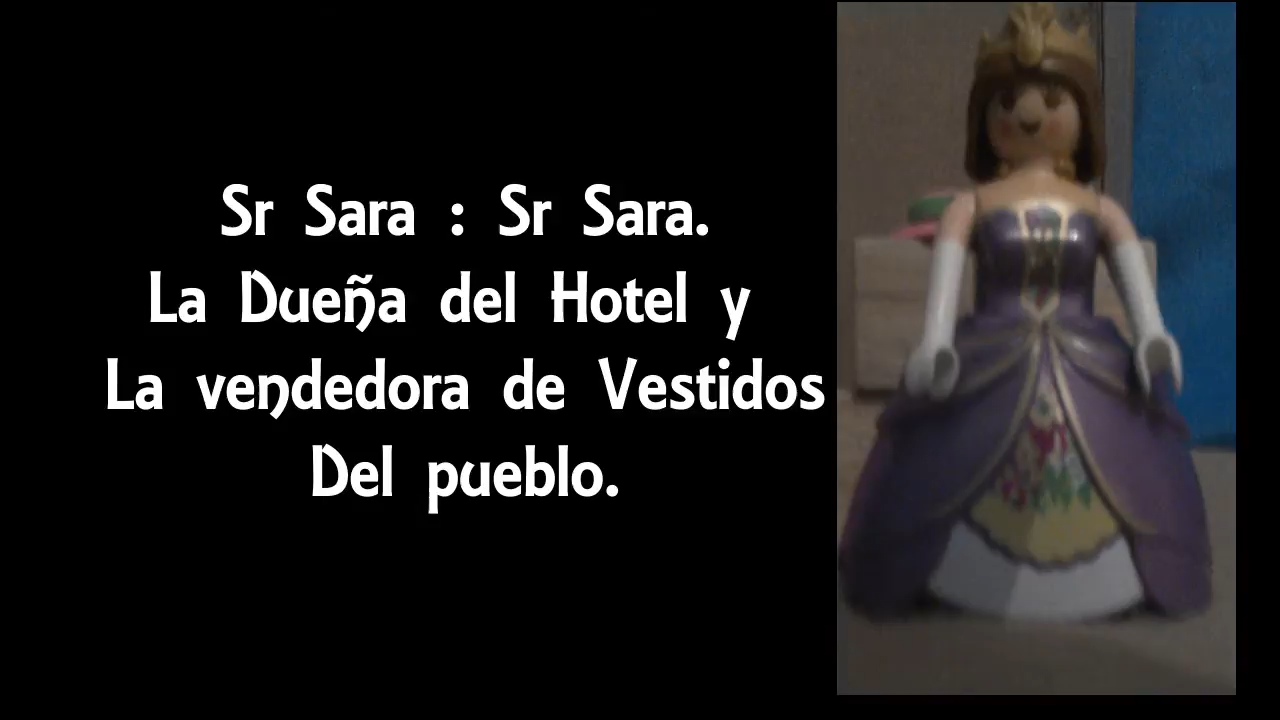 Sr Sara : Sr Sara.
La Dueña del Hotel y
La vendedora de Vestidos
Del pueblo.